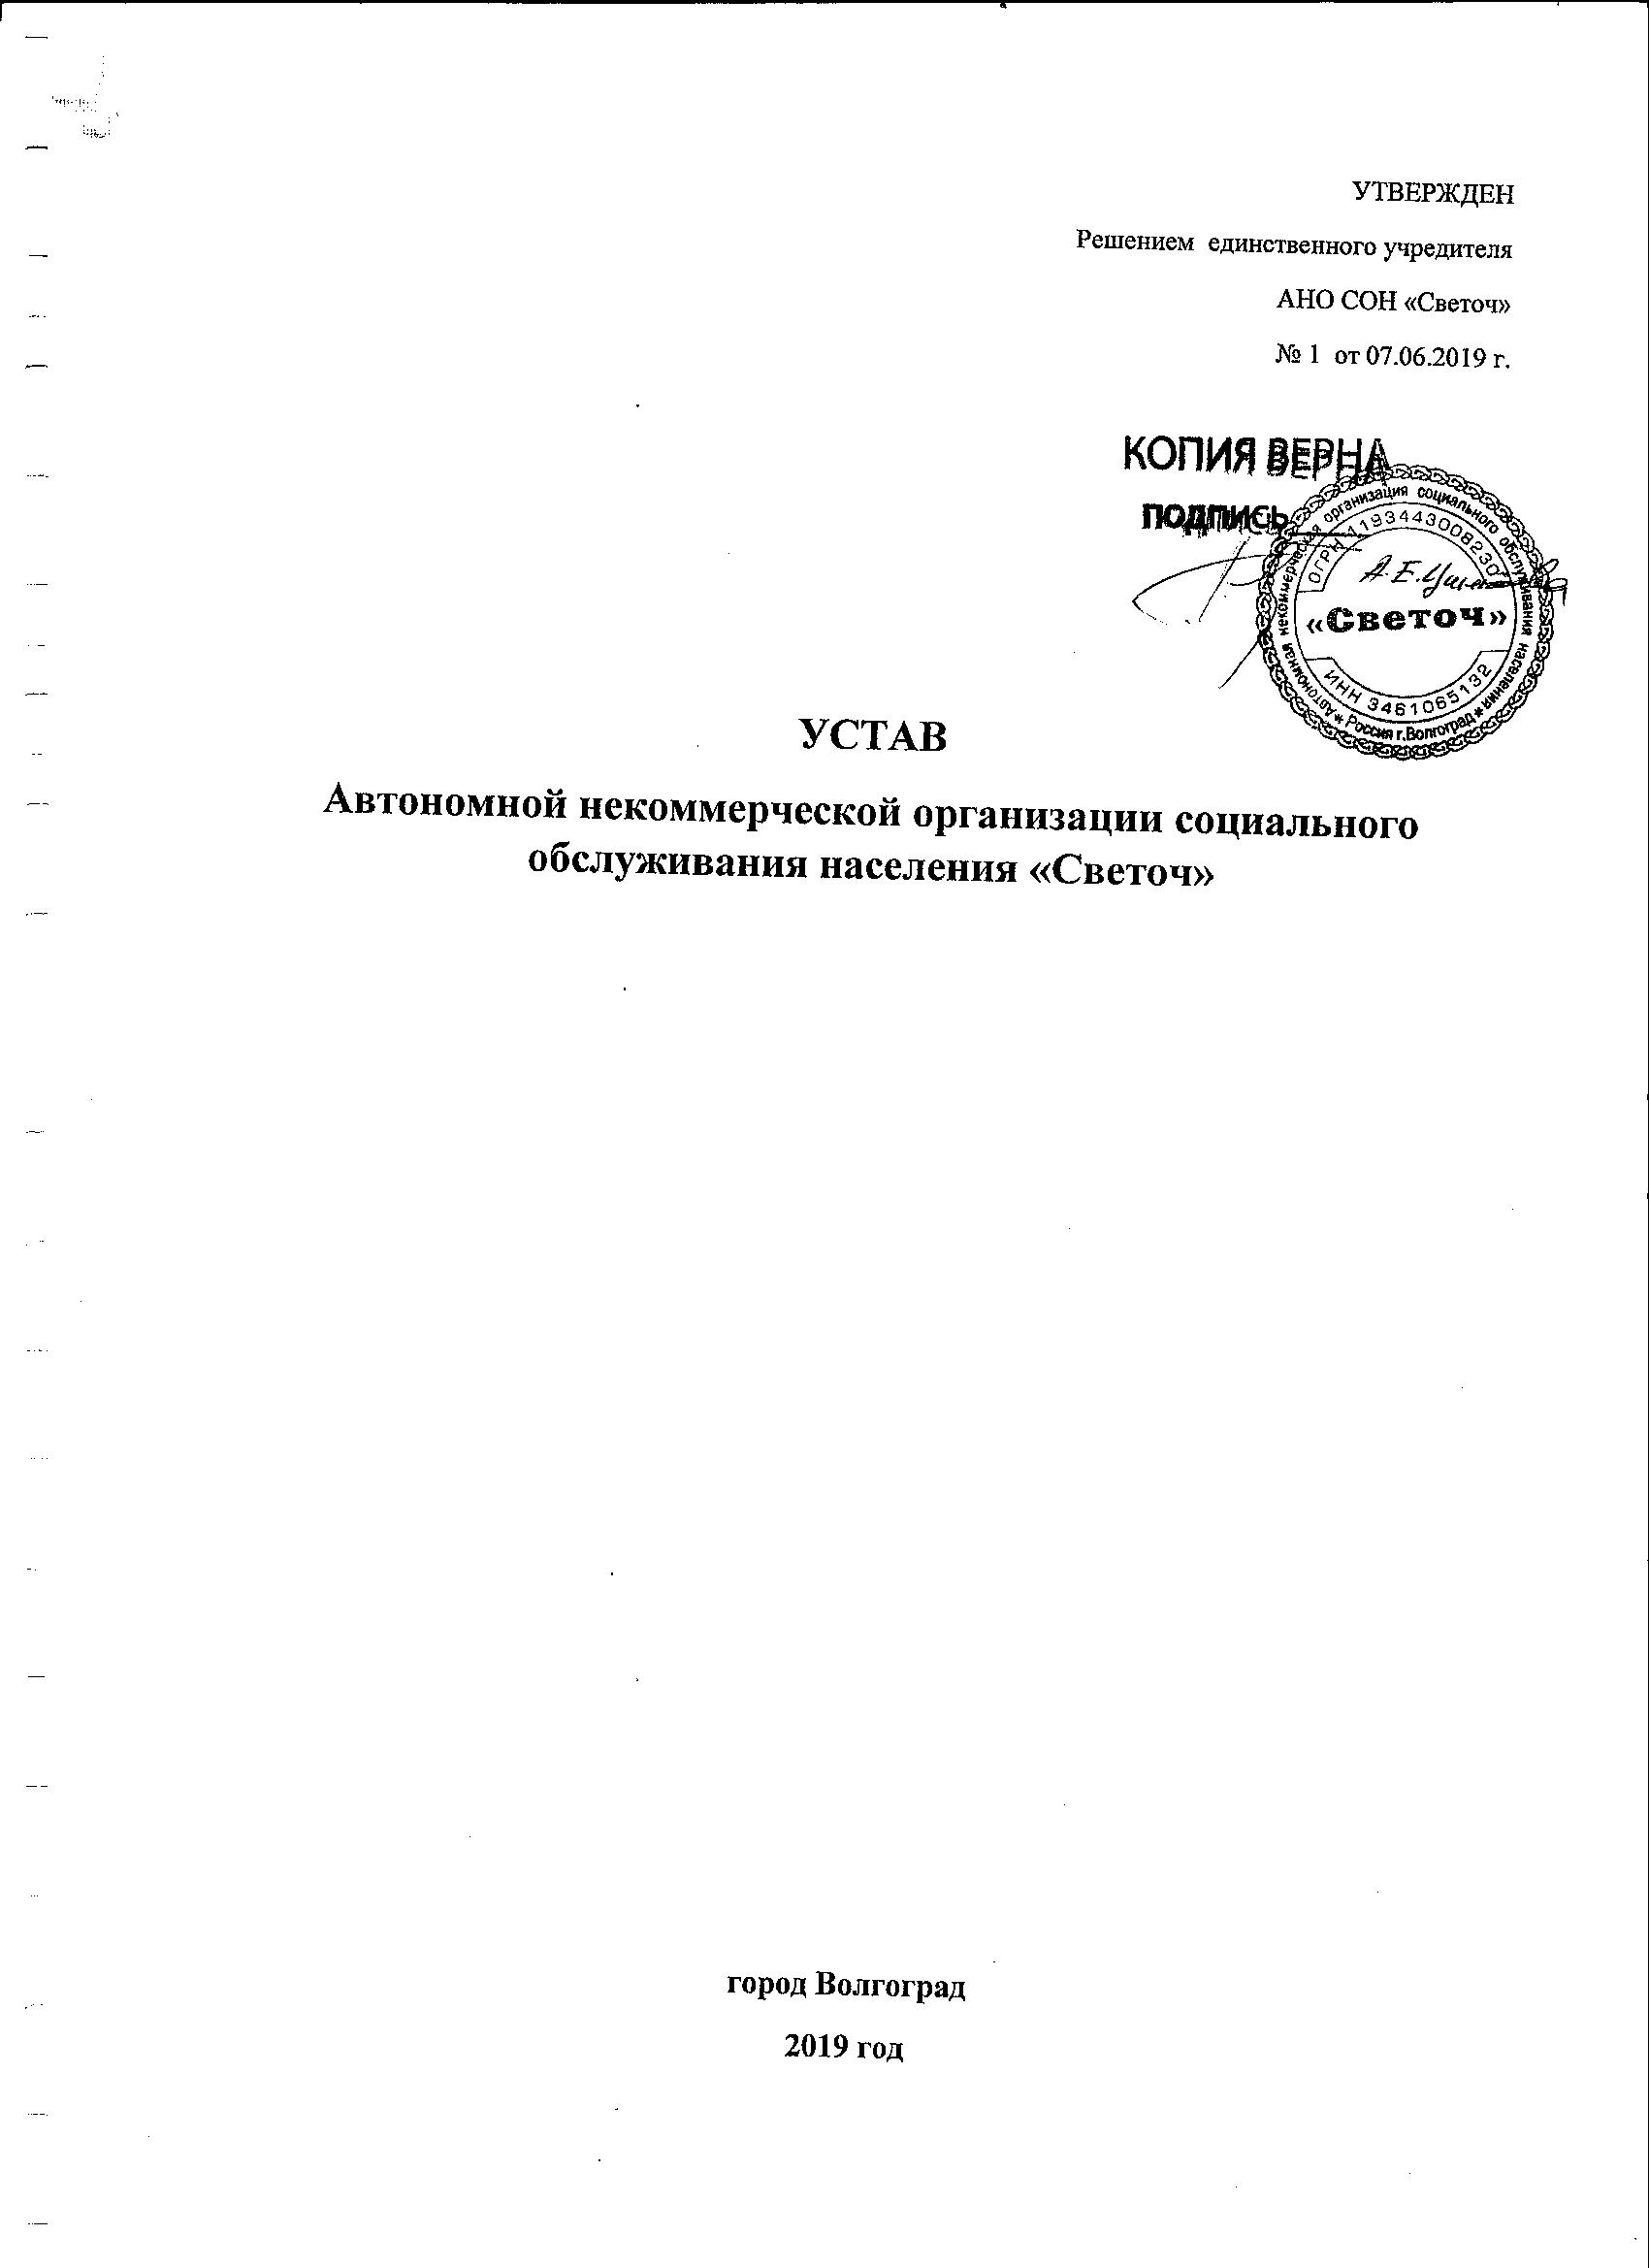 УТВЕРЖДЕН
Решением единственного учредителя
АНО СОН «Светоч»
№ 1 от 07.06.2019 г.
КОПИЯ ВЕРНА
ПОДПИСЬ
Автономная некоммерческая организация социального обслуживания населения
* Россия г.Волгоград *
ОГРН 1193443008230
А.Е.
«Светоч»
ИНН 3461065132
УСТАВ
Автономной некоммерческой организации социального
обслуживания населения «Светоч»
город Волгоград
2019 год